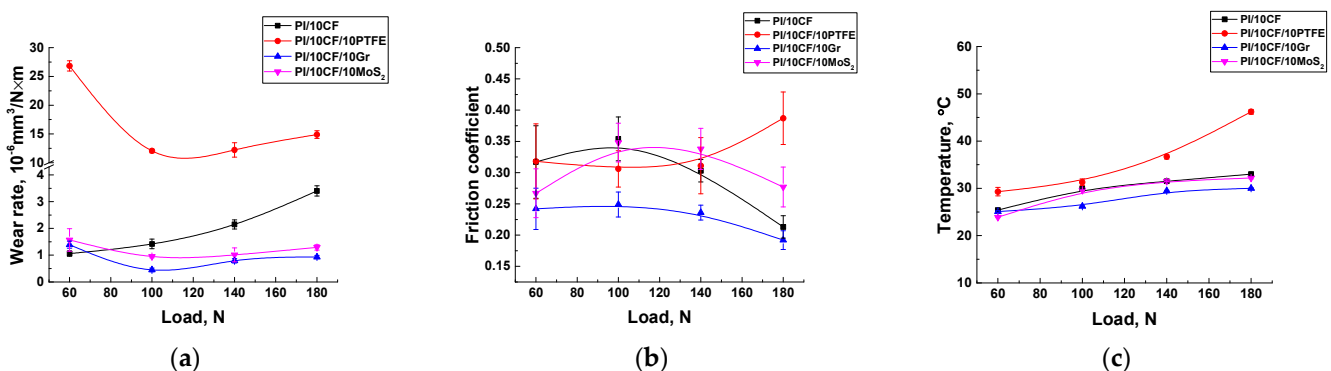 PI/10CF
PI/10CF/10PTFE
PI/10CF/10Gr
PI/10CF/10MoS₂
Wear rate, 10⁻⁶mm³/N×m
30
25
20
15
10
4
3
2
1
0
60 80 100 120 140 160 180
Load, N
(a)
PI/10CF
PI/10CF/10PTFE
PI/10CF/10Gr
PI/10CF/10MoS₂
Friction coefficient
0.50
0.45
0.40
0.35
0.30
0.25
0.20
0.15
60 80 100 120 140 160 180
Load, N
(b)
PI/10CF
PI/10CF/10PTFE
PI/10CF/10Gr
PI/10CF/10MoS₂
Temperature, °C
60
50
40
30
20
10
60 80 100 120 140 160 180
Load, N
(c)